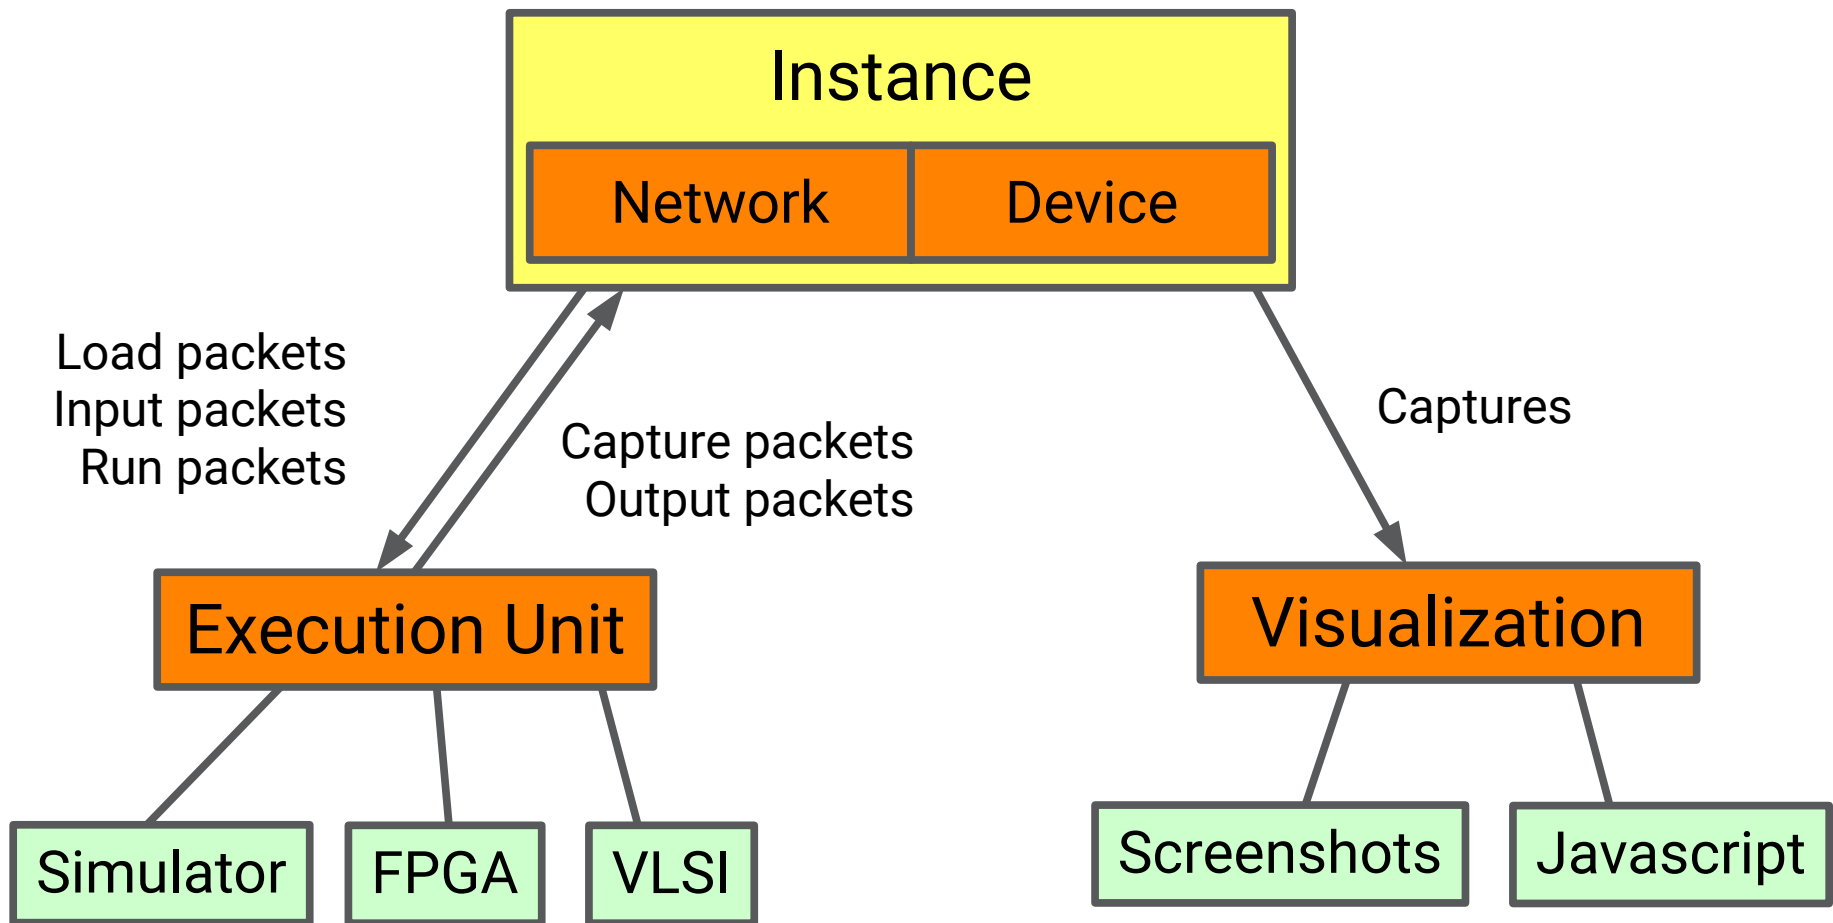 Instance
Network
Device
Load packets
Input packets
Run packets
Capture packets
Output packets
Captures
Execution Unit
Visualization
Simulator
FPGA
VLSI
Screenshots
Javascript